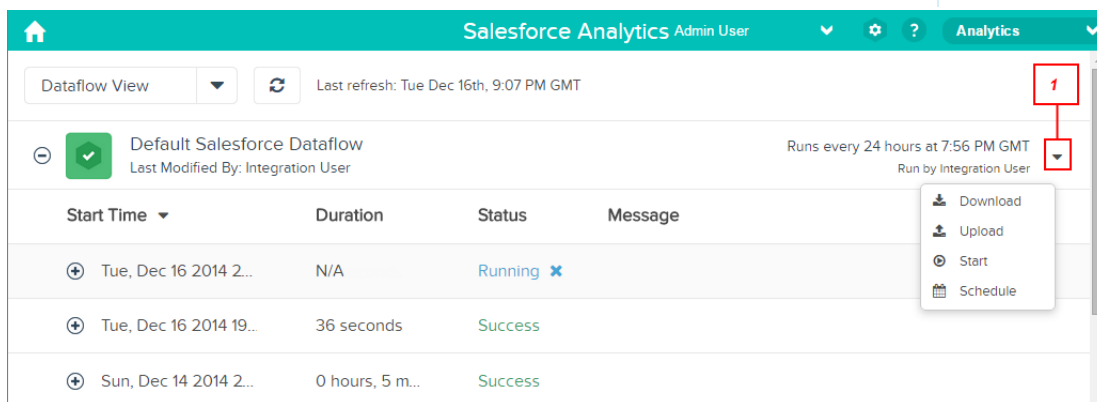 Salesforce Analytics Admin User ? Analytics
Dataflow View Last refresh: Tue Dec 16th, 9:07 PM GMT
1
Default Salesforce Dataflow
Last Modified By: Integration User
Runs every 24 hours at 7:56 PM GMT
Run by Integration User
Download
Upload
Start
Schedule
Start Time Duration Status Message
Tue, Dec 16 2014 2... N/A Running
Tue, Dec 16 2014 19... 36 seconds Success
Sun, Dec 14 2014 2... 0 hours, 5 m... Success